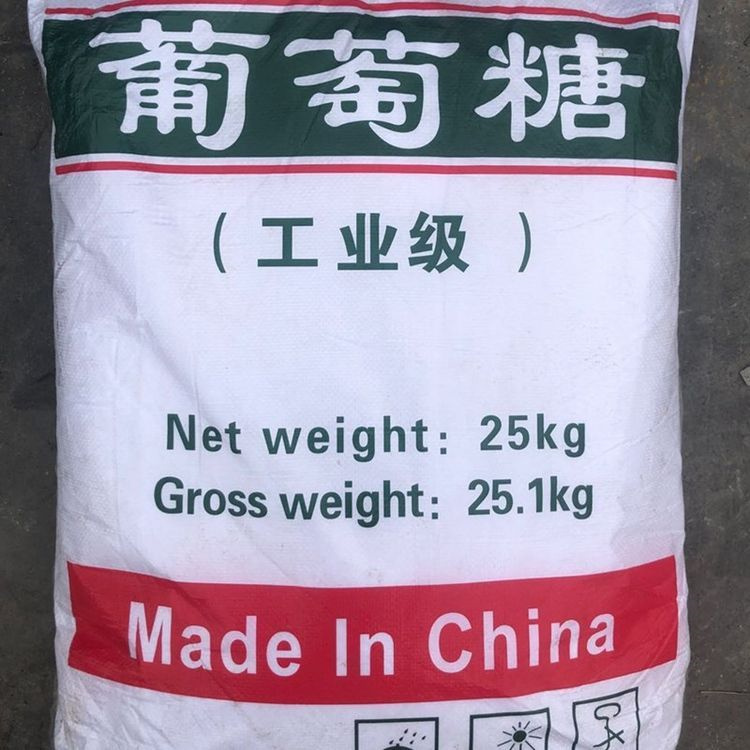 葡萄糖
（工业级）
Net weight: 25kg
Gross weight: 25.1kg
Made In China